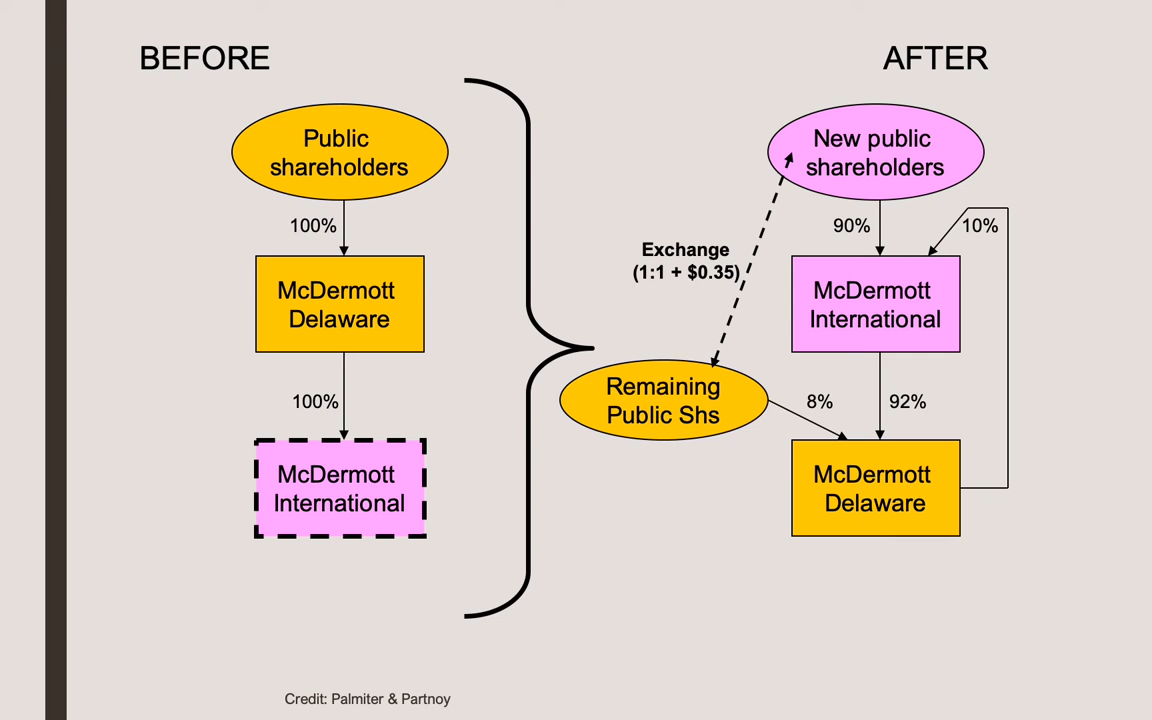 BEFORE
Public
shareholders
100%
McDermott
Delaware
100%
McDermott
International
AFTER
New public
shareholders
90%
10%
Exchange
(1:1 + $0.35)
McDermott
International
Remaining
Public Shs
8%
92%
McDermott
Delaware
Credit: Palmiter & Partnoy